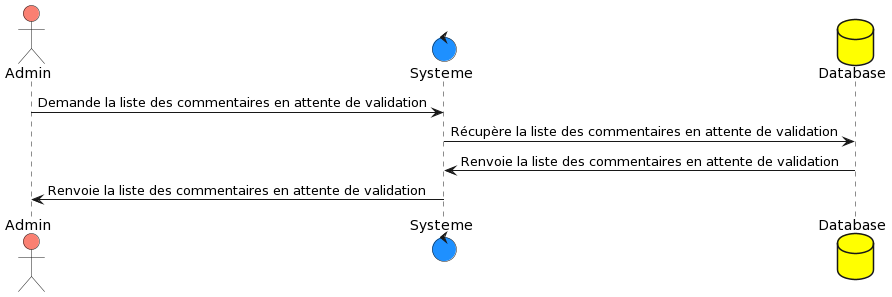 Admin
Systeme
Database
Demande la liste des commentaires en attente de validation
Récupère la liste des commentaires en attente de validation
Renvoie la liste des commentaires en attente de validation
Renvoie la liste des commentaires en attente de validation
Admin
Systeme
Database